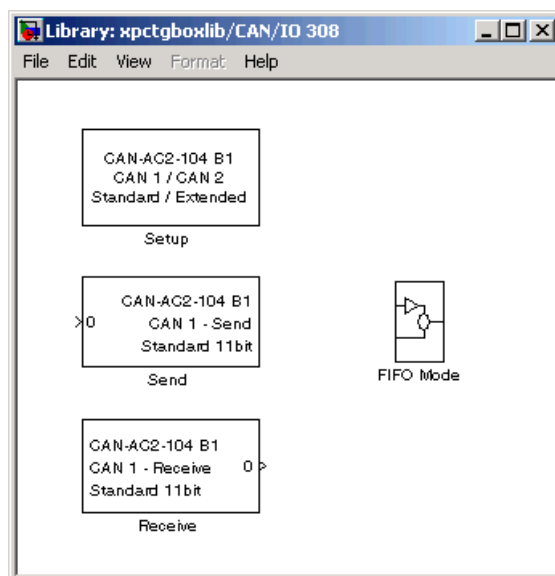 Library: xpctgboxlib/CAN/IO 308
File Edit View Format Help
CAN-AC2-104 B1
CAN 1 / CAN 2
Standard / Extended
Setup
CAN-AC2-104 B1
>0 CAN 1 - Send
Standard 11bit
Send
FIFO Mode
CAN-AC2-104 B1
CAN 1 - Receive 0>
Standard 11bit
Receive